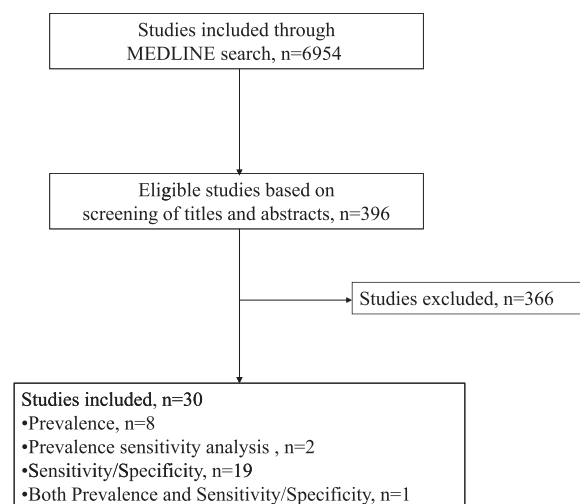 Studies included through
MEDLINE search, n=6954
Eligible studies based on
screening of titles and abstracts, n=396
Studies excluded, n=366
Studies included, n=30
•Prevalence, n=8
•Prevalence sensitivity analysis , n=2
•Sensitivity/Specificity, n=19
•Both Prevalence and Sensitivity/Specificity, n=1